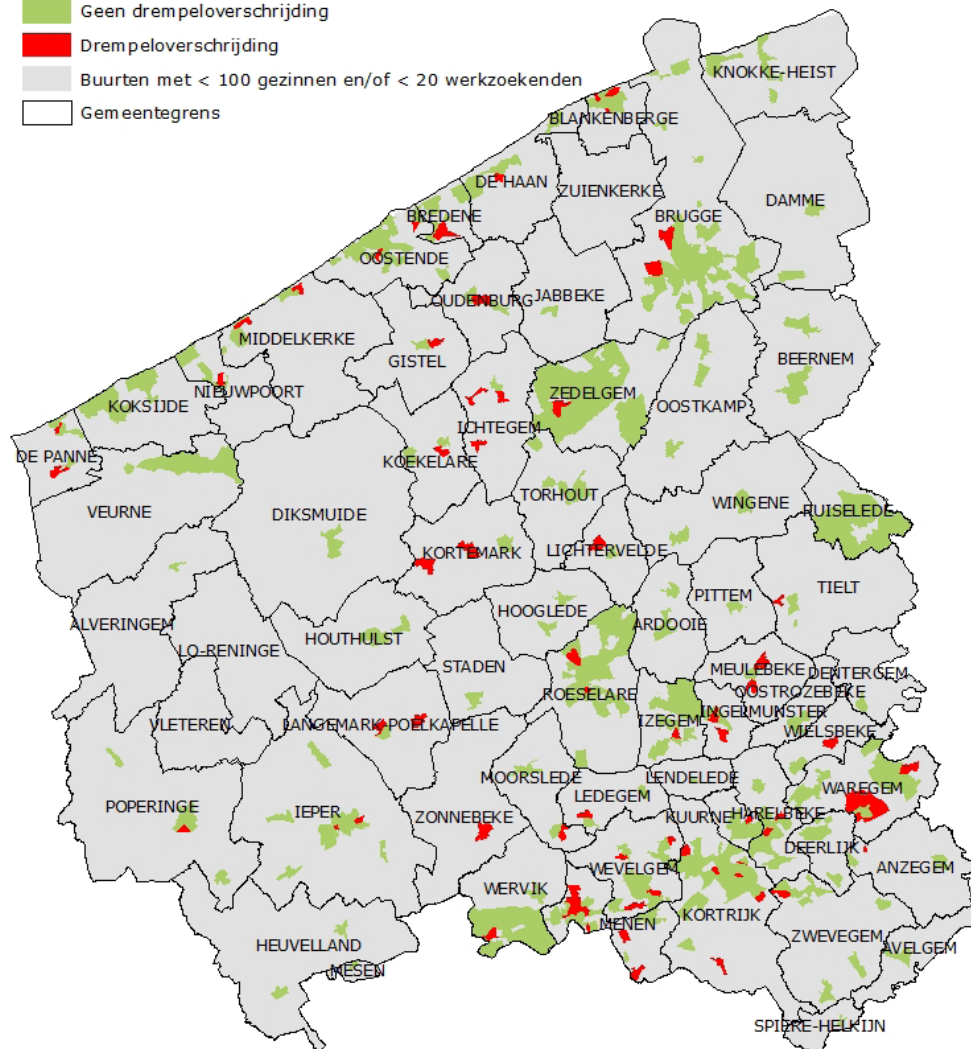 Geen drempeloverschrijding
Drempeloverschrijding
Buurten met < 100 gezinnen en/of < 20 werkzoekenden
Gemeentegrens
KNOKKE-HEIST
BLANKENBERGE
DE HAAN
ZUIENKERKE
DAMME
BREDENE
BRUGGE
OOSTENDE
OUDENBURG
JABBEKE
MIDDELKERKE
GISTEL
BEERNEM
NIEUWPOORT
ZEDELGEM
KOKSIJDE
OOSTKAMP
ICHTEGEM
DE PANNE
KOEKELARE
TORHOUT
WINGENE
VEURNE
DIKSMUIDE
RUISELEDE
KORTEMARK
LICHTERVELDE
TIELT
PITTEM
HOOGLEDE
ARDOOIE
ALVERINGEM
HOUTHULST
LO-RENINGE
STADEN
MEULEBEKE
DENTERGEM
ROESELARE
OOSTROZEBEKE
INGELMUNSTER
VLETEREN
LANGEMARK-POELKAPELLE
IZEGEM
WIELSBEKE
MOORSLEDE
LENDELEDE
LEDEGEM
WAREGEM
POPERINGE
IEPER
ZONNEBEKE
KUURNE
HARELBEKE
DEERLIJK
WEVELGEM
ANZEGEM
WERVIK
KORTRIJK
MENEN
ZWEVEGEM
HEUVELLAND
AVELGEM
MESEN
SPIERE-HELKIJN